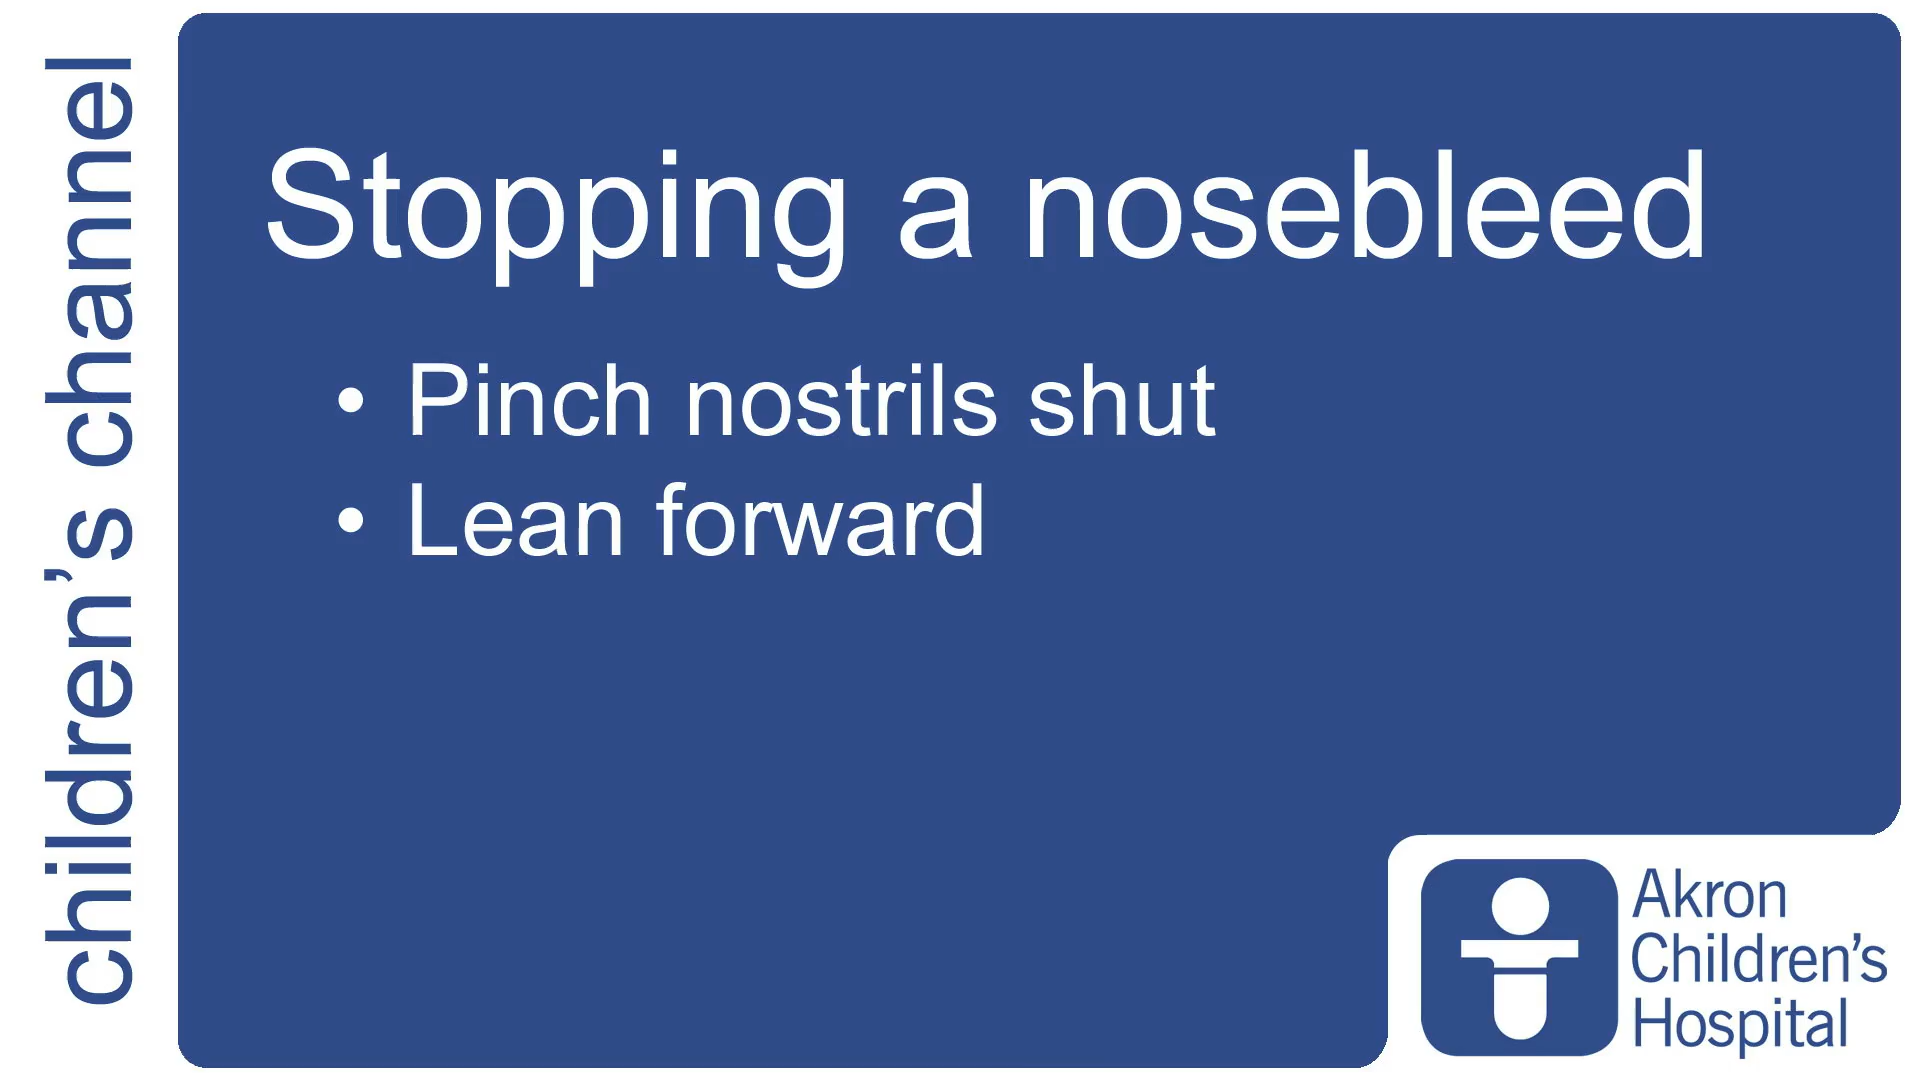 children’s channel
Stopping a nosebleed
• Pinch nostrils shut
• Lean forward
Akron
Children’s
Hospital